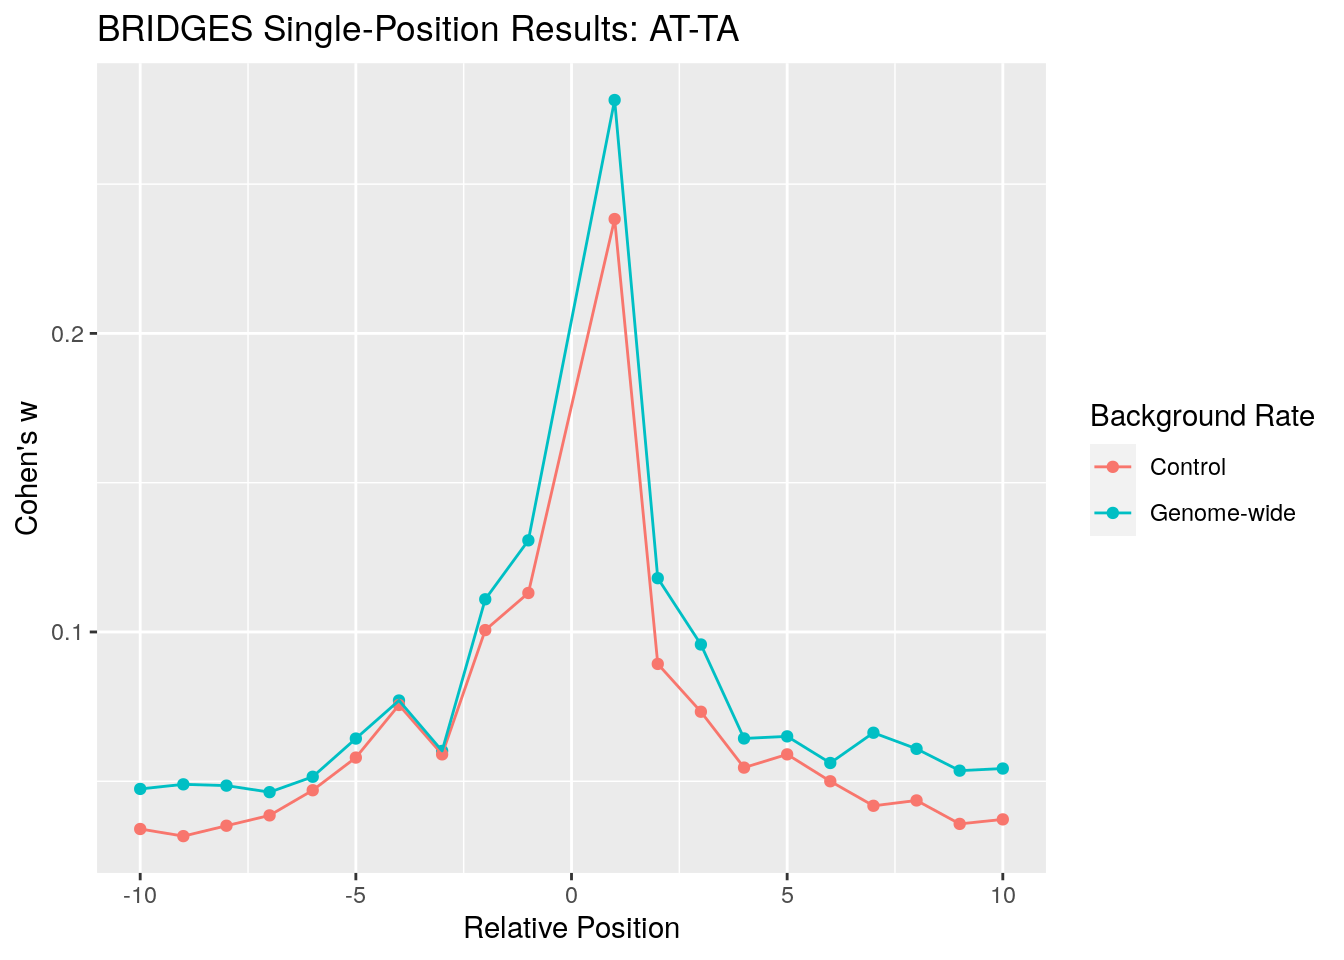 BRIDGES Single-Position Results: AT-TA
Cohen's w
0.2
0.1
-10 -5 0 5 10
Relative Position
Background Rate
Control
Genome-wide